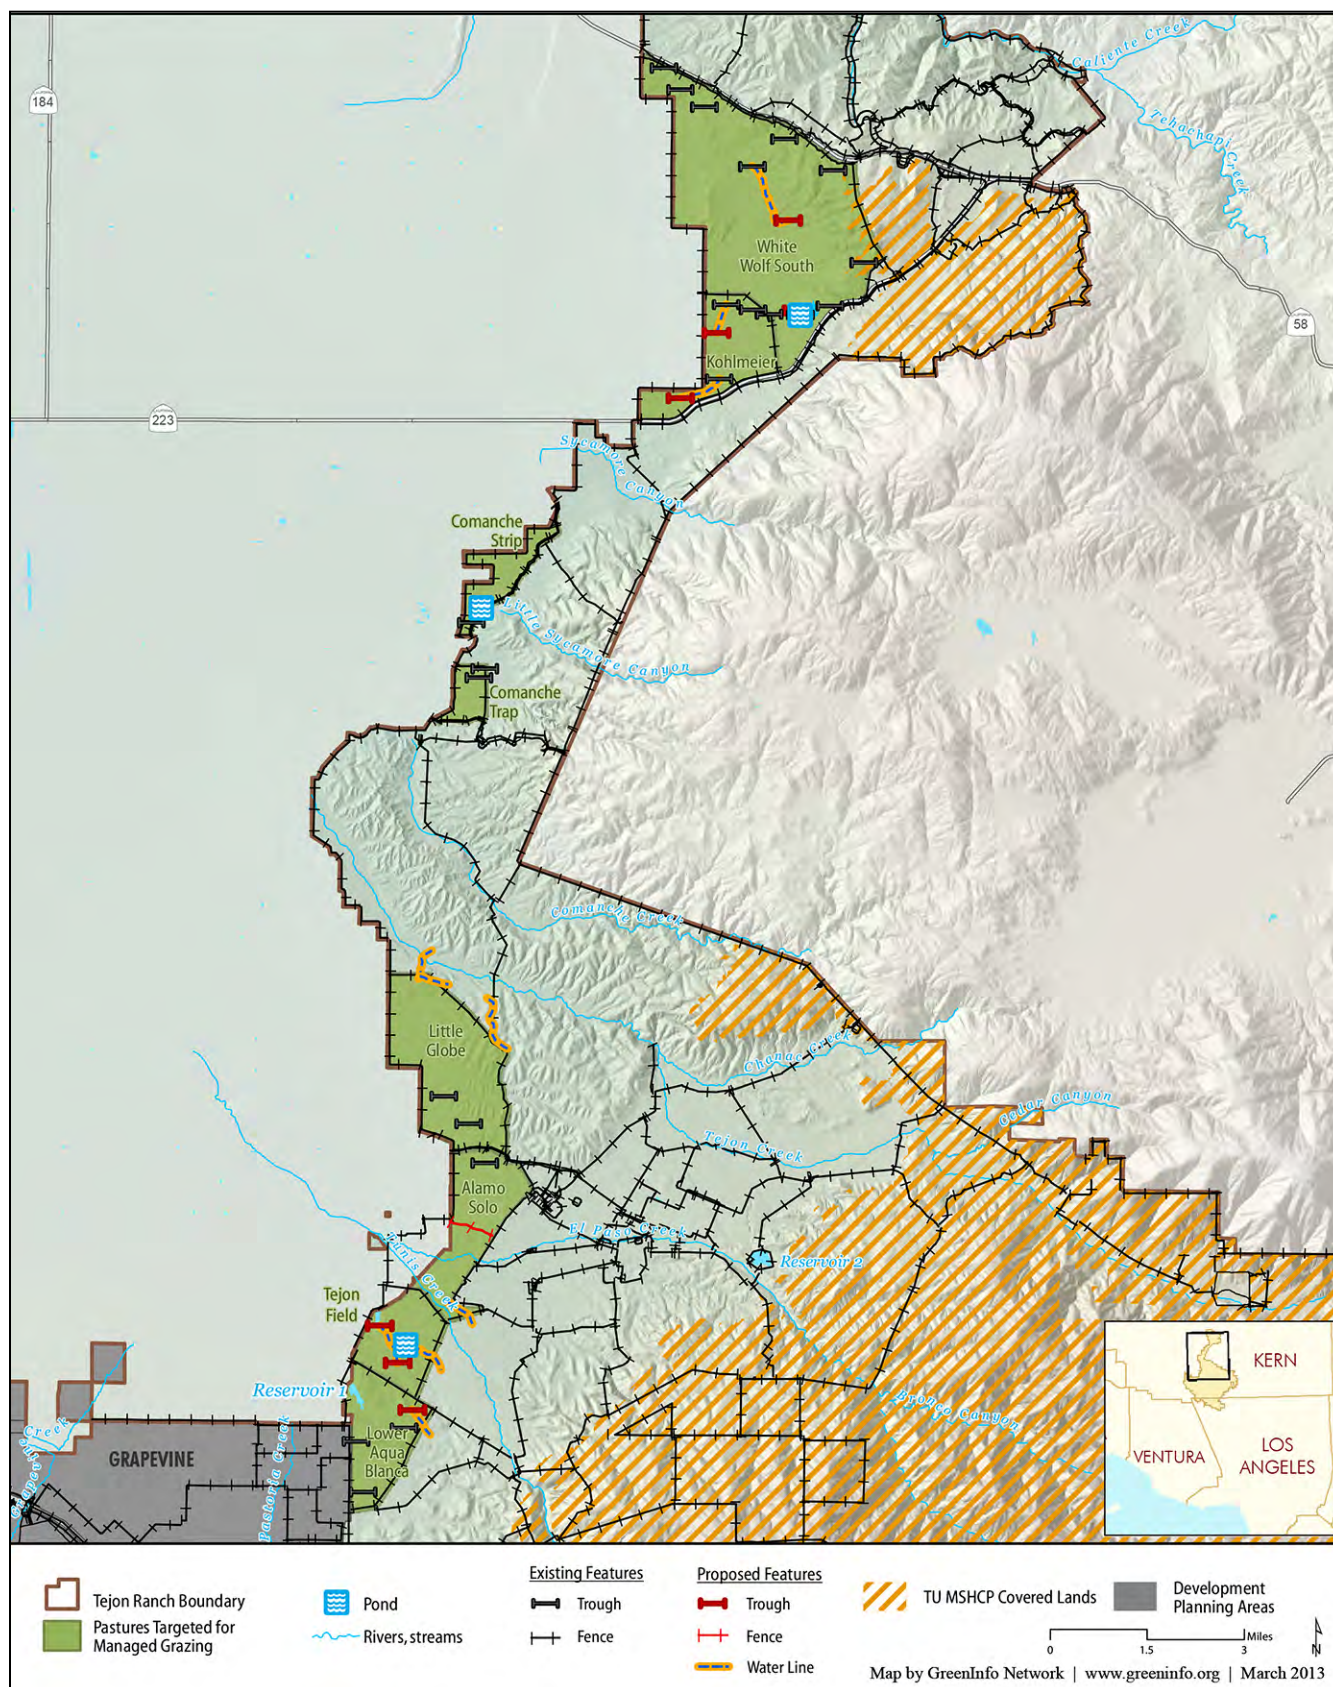 184
Caliente Creek
Tehachapi Creek
White
Wolf South
58
Kohlmeier
223
Sycamore Canyon
Comanche
Strip
Little Sycamore Canyon
Comanche
Trap
Comanche Creek
Little
Globe
Chanac Creek
Cedar Canyon
Tejon Creek
Alamo
Solo
El Paso Creek
Tunis Creek
Reservoir 2
Tejon
Field
Reservoir 1
Bronco Canyon
Lower
Aqua
Blanca
GRAPEVINE
Grapevine Creek
Pastoria Creek
KERN
VENTURA
LOS
ANGELES
Tejon Ranch Boundary
Pastures Targeted for
Managed Grazing
Pond
Rivers, streams
Existing Features
Trough
Fence
Proposed Features
Trough
Fence
Water Line
TU MSHCP Covered Lands
Development
Planning Areas
0 1.5 3 Miles
N
Map by GreenInfo Network | www.greeninfo.org | March 2013